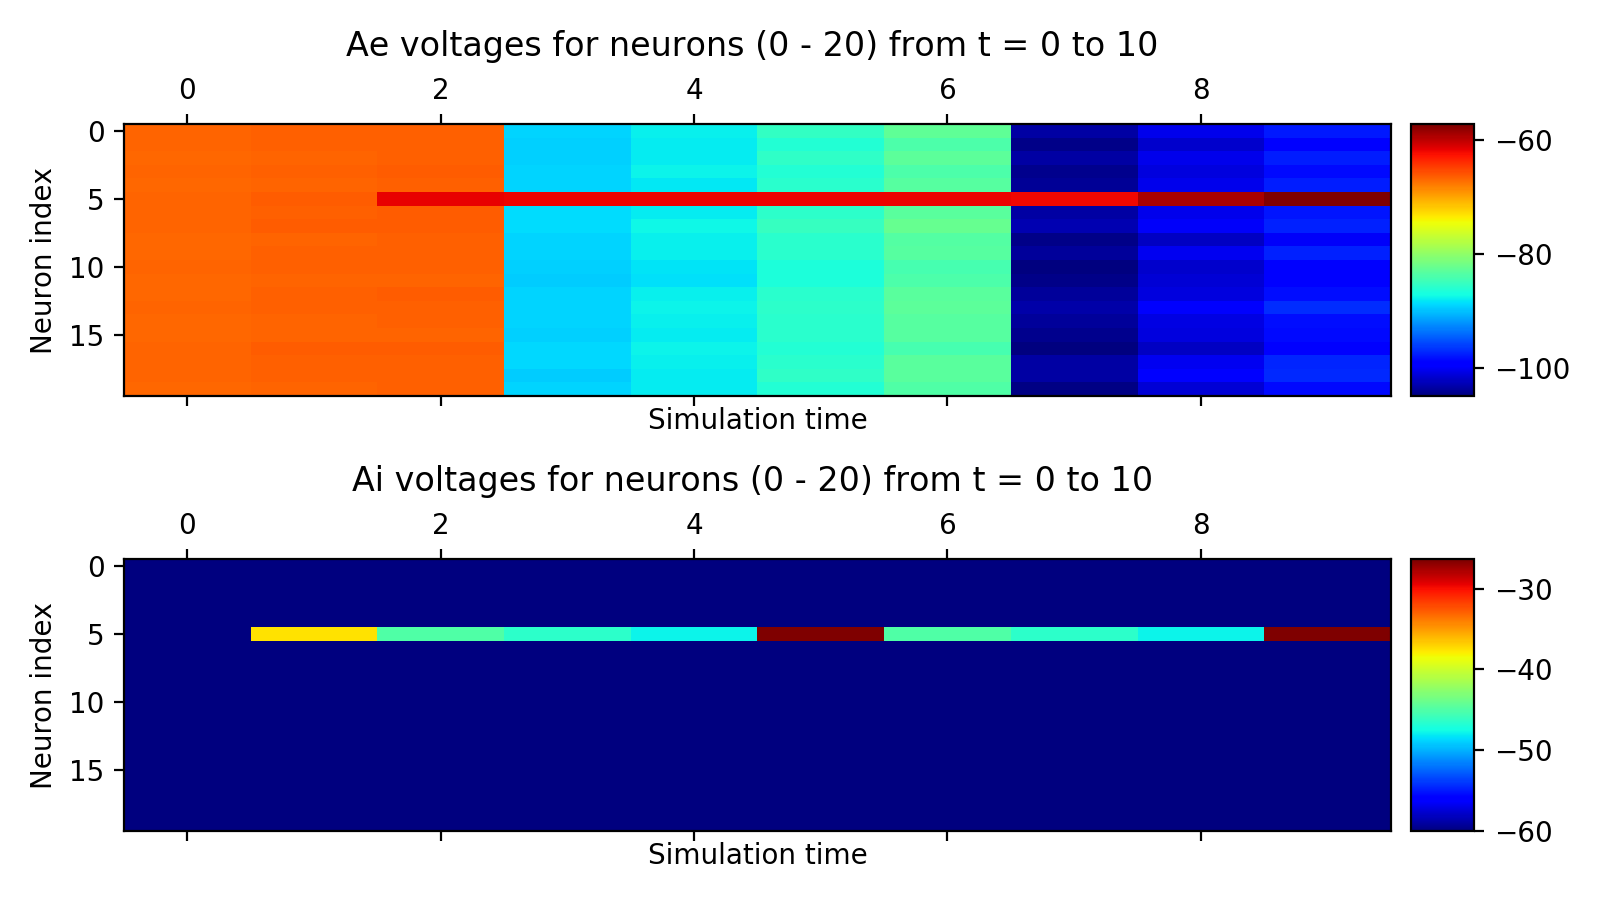 Ae voltages for neurons (0 - 20) from t = 0 to 10
0 2 4 6 8
0
5
10
15
Neuron index
Simulation time
−60
−80
−100
Ai voltages for neurons (0 - 20) from t = 0 to 10
0 2 4 6 8
0
5
10
15
Neuron index
Simulation time
−30
−40
−50
−60